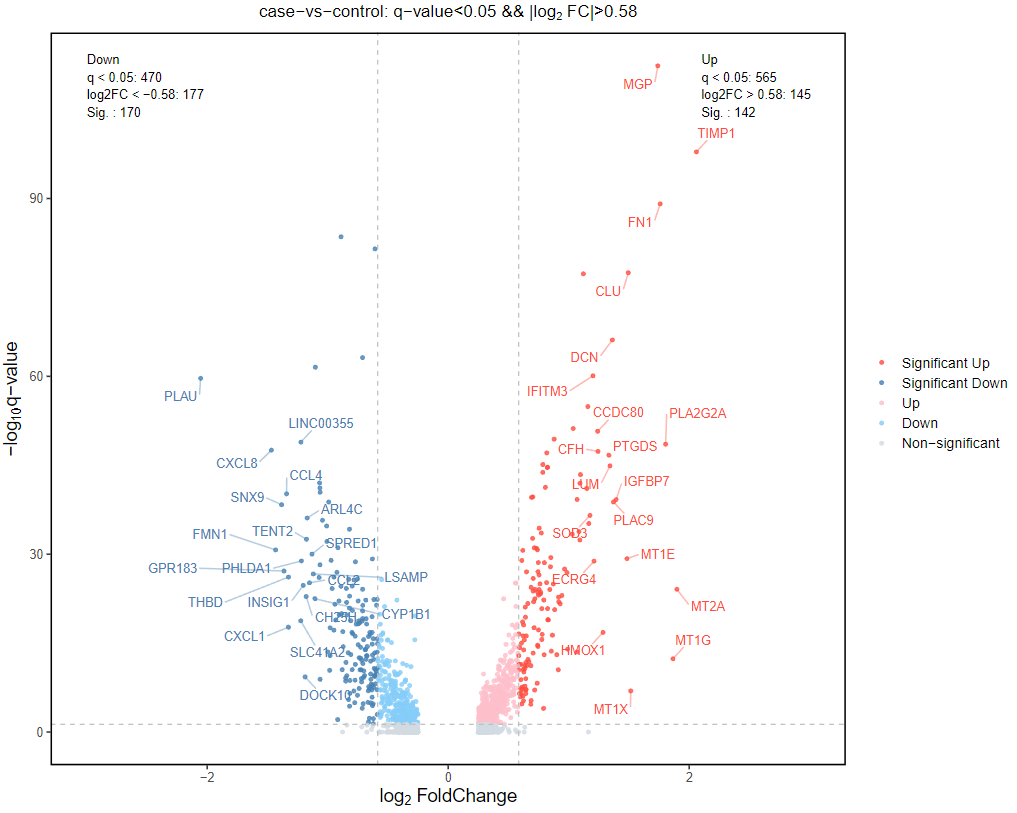 case−vs−control: q−value<0.05 && |log2 FC|>0.58
Down
q < 0.05: 470
log2FC < −0.58: 177
Sig. : 170
Up
q < 0.05: 565
log2FC > 0.58: 145
Sig. : 142
MGP
TIMP1
FN1
CLU
DCN
IFITM3
CCDC80
PLA2G2A
CFH
PTGDS
LUM
IGFBP7
PLAC9
SOD3
MT1E
ECRG4
MT2A
HMOX1
MT1G
MT1X
PLAU
LINC00355
CXCL8
CCL4
SNX9
ARL4C
FMN1
TENT2
SPRED1
GPR183
PHLDA1
CCL2
LSAMP
THBD
INSIG1
CH25H
CYP1B1
CXCL1
SLC41A2
DOCK10
90
60
30
0
−2
0
2
−log10q−value
log2 FoldChange
Significant Up
Significant Down
Up
Down
Non−significant